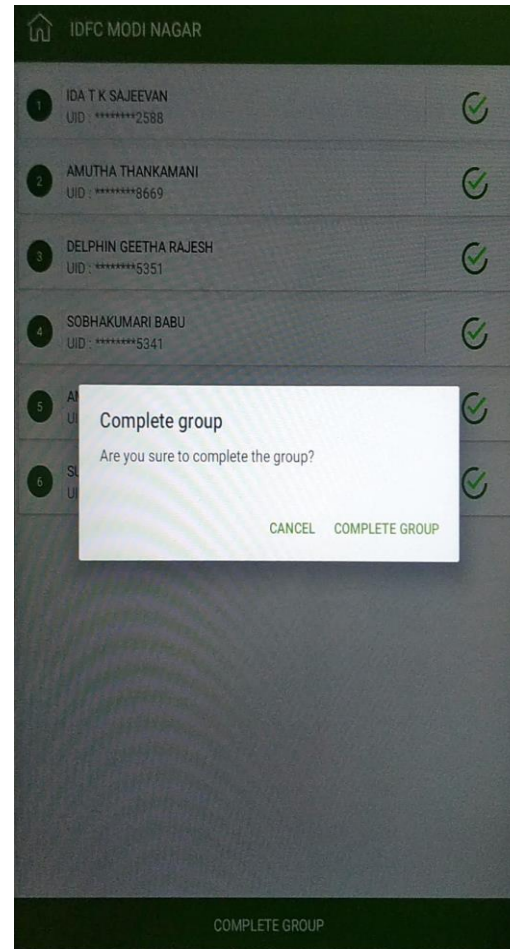 IDFC MODI NAGAR
1 IDA T K SAJEEVAN
UID : ********2588
2 AMUTHA THANKAMANI
UID : ********8669
3 DELPHIN GEETHA RAJESH
UID : ********5351
4 SOBHAKUMARI BABU
UID : ********5341
5
6
Complete group
Are you sure to complete the group?
CANCEL COMPLETE GROUP
COMPLETE GROUP